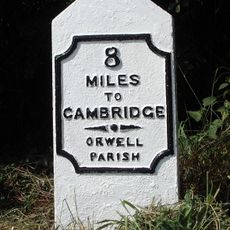 8
MILES
TO
CAMBRIDGE
ORWELL
PARISH